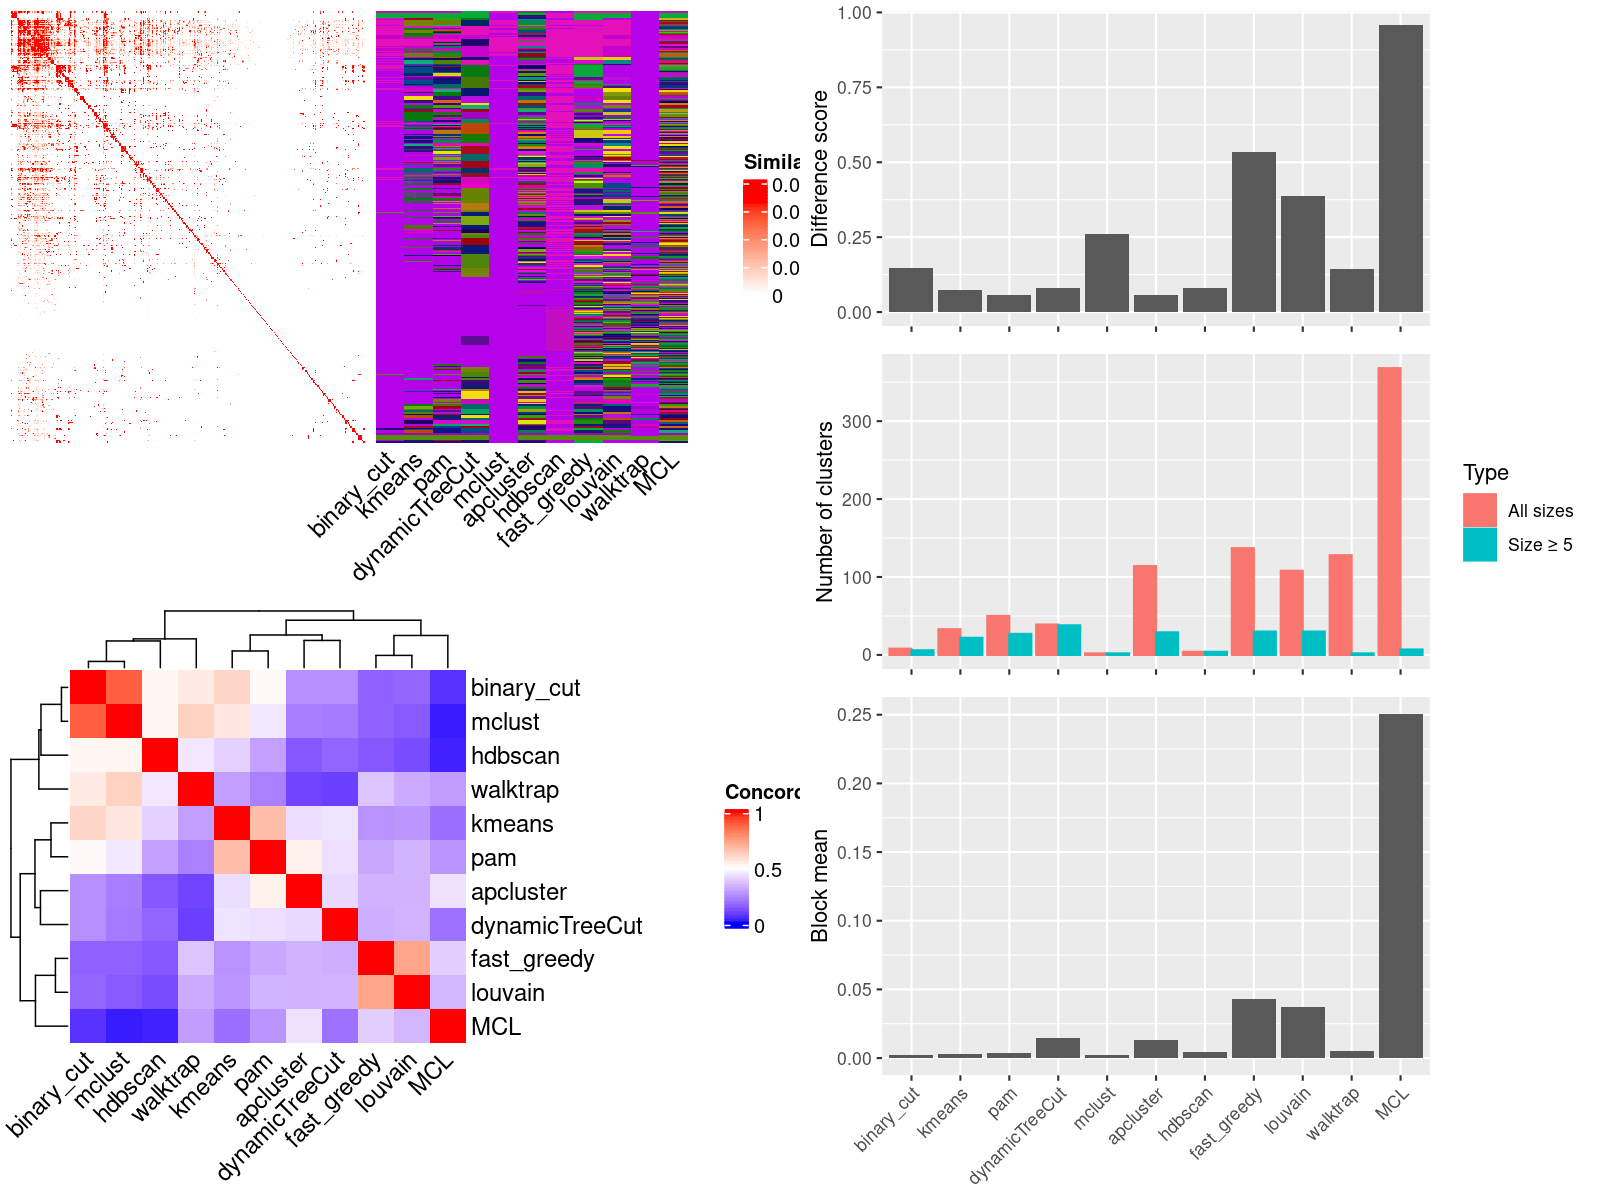 Simila
0.0
0.0
0.0
0.0
0
binary_cut
kmeans
pam
dynamicTreeCut
mclust
apcluster
hdbscan
fast_greedy
louvain
walktrap
MCL
Concord
1
0.5
0
binary_cut
mclust
hdbscan
walktrap
kmeans
pam
apcluster
dynamicTreeCut
fast_greedy
louvain
MCL
binary_cut
mclust
hdbscan
walktrap
kmeans
pam
apcluster
dynamicTreeCut
fast_greedy
louvain
MCL
Difference score
1.00
0.75
0.50
0.25
0.00
Number of clusters
300
200
100
0
Type
All sizes
Size ≥ 5
Block mean
0.25
0.20
0.15
0.10
0.05
0.00
binary_cut
kmeans
pam
dynamicTreeCut
mclust
apcluster
hdbscan
fast_greedy
louvain
walktrap
MCL